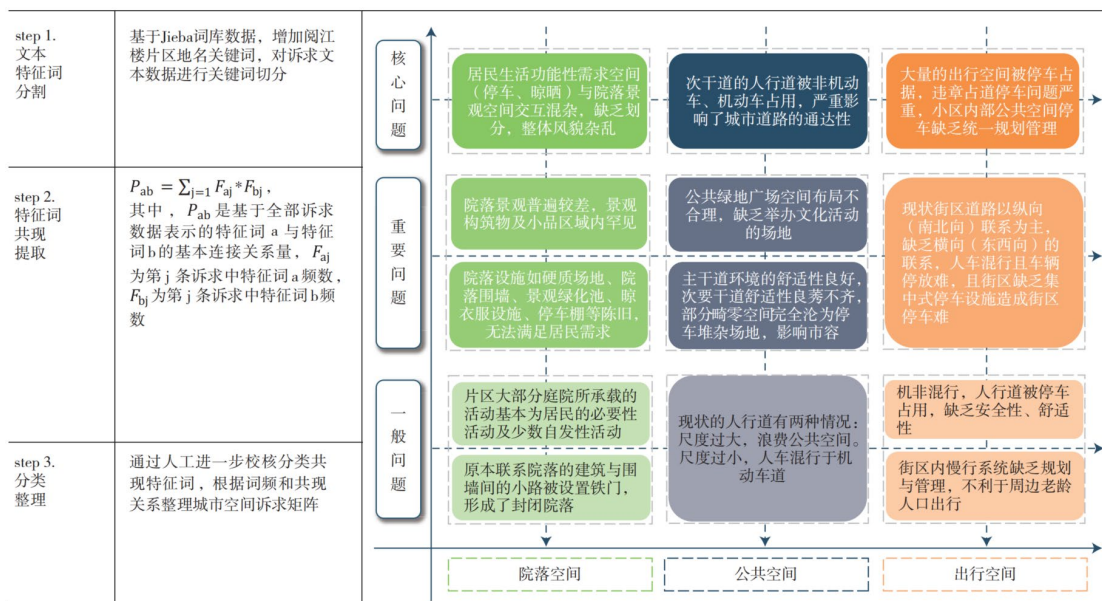 step 1.
文本
特征词
分割
基于Jieba词库数据，增加阅江
楼片区地名关键词，对诉求文
本数据进行关键词切分
step 2.
特征词
共现
提取
P_ab = ∑_{j=1} F_aj * F_bj ,
其中，P_ab 是基于全部诉求
数据表示的特征词 a 与特征
词b的基本连接关系量，F_aj
为第 j 条诉求中特征词a频数，
F_bj 为第 j 条诉求中特征词b频
数
step 3.
分类
整理
通过人工进一步校核分类共
现特征词，根据词频和共现
关系整理城市空间诉求矩阵
核心问题
居民生活功能性需求空间
（停车、晾晒）与院落景
观空间交互混杂，缺乏划
分，整体风貌杂乱
次干道的人行道被非机动
车、机动车占用，严重影
响了城市道路的通达性
大量的出行空间被停车占
据，违章占道停车问题严
重，小区内部公共空间停
车缺乏统一规划管理
重要问题
院落景观普遍较差，景观
构筑物及小品区域内罕见
院落设施如硬质场地、院
落围墙、景观绿化池、晾
衣服设施、停车棚等陈旧，
无法满足居民需求
公共绿地广场空间布局不
合理，缺乏举办文化活动
的场地
主干道环境的舒适性良好，
次要干道舒适性良莠不齐，
部分畸零空间完全沦为停
车堆杂场地，影响市容
现状街区道路以纵向
（南北向）联系为主，
缺乏横向（东西向）的
联系，人车混行且车辆
停放难，且街区缺乏集
中式停车设施造成街区
停车难
一般问题
片区大部分庭院所承载的
活动基本为居民的必要性
活动及少数自发性活动
原本联系院落的建筑与围
墙间的小路被设置铁门，
形成了封闭院落
现状的人行道有两种情况：
尺度过大，浪费公共空间。
尺度过小，人车混行于机
动车道
机非混行，人行道被停车
占用，缺乏安全性、舒适
性
街区内慢行系统缺乏规划
与管理，不利于周边老龄
人口出行
院落空间
公共空间
出行空间